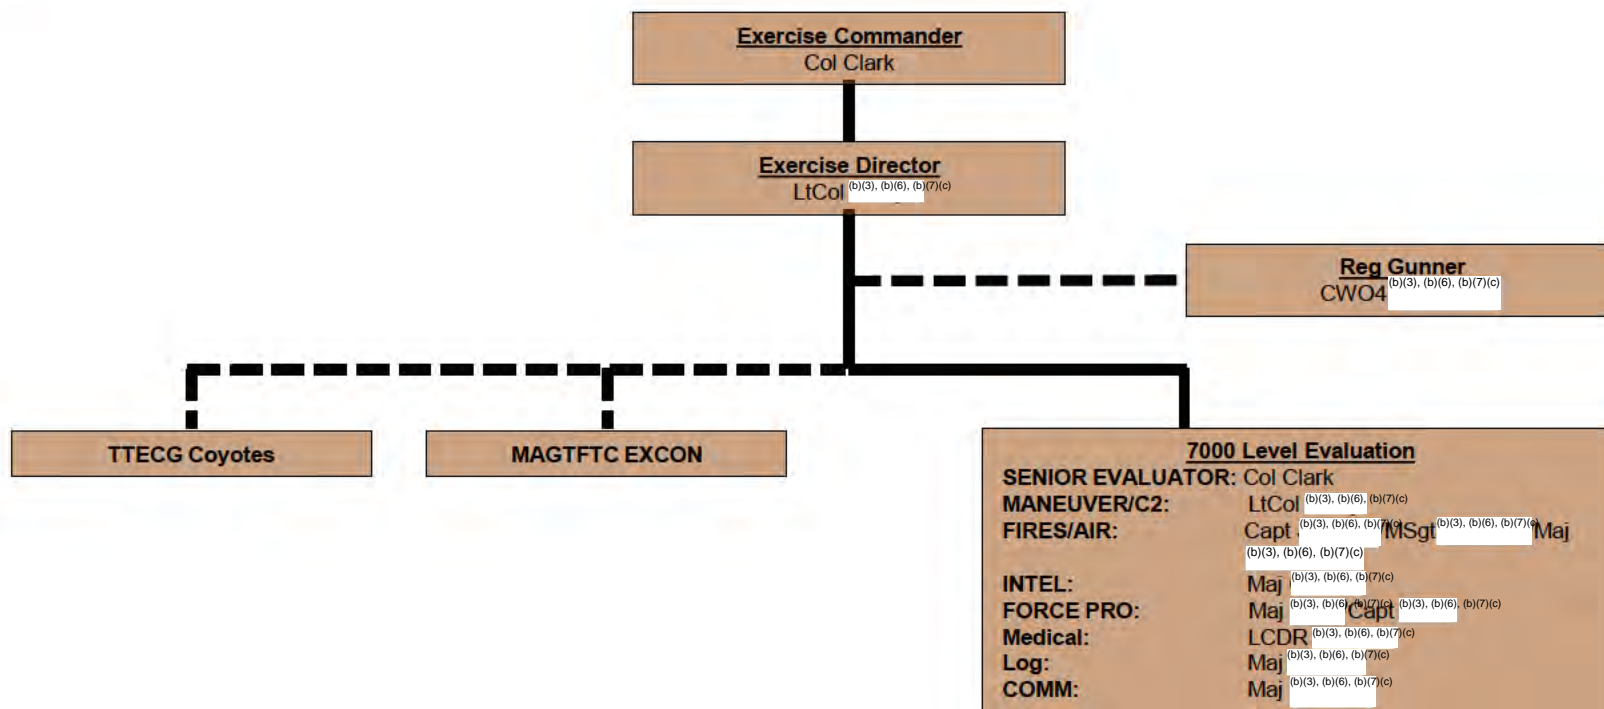 Exercise Commander
Col Clark
Exercise Director
LtCol (b)(3), (b)(6), (b)(7)(c)
Reg Gunner
CWO4 (b)(3), (b)(6), (b)(7)(c)
TTECG Coyotes
MAGTFTC EXCON
7000 Level Evaluation
SENIOR EVALUATOR: Col Clark
MANEUVER/C2: LtCol (b)(3), (b)(6), (b)(7)(c)
FIRES/AIR: Capt (b)(3), (b)(6), (b)(7)(c) /MSgt (b)(3), (b)(6), (b)(7)(c) Maj
(b)(3), (b)(6), (b)(7)(c)
INTEL: Maj (b)(3), (b)(6), (b)(7)(c)
FORCE PRO: Maj (b)(3), (b)(6), (b)(7)(c) Capt (b)(3), (b)(6), (b)(7)(c)
Medical: LCDR (b)(3), (b)(6), (b)(7)(c)
Log: Maj (b)(3), (b)(6), (b)(7)(c)
COMM: Maj (b)(3), (b)(6), (b)(7)(c)